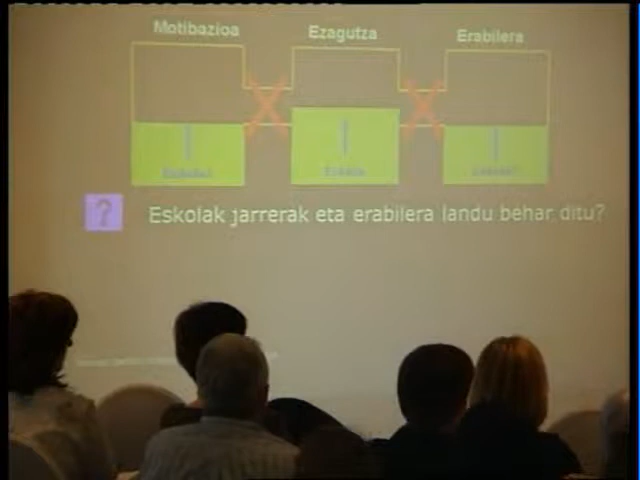 Motibazioa Ezagutza Erabilera
? Eskolak jarrerak eta erabilera landu behar ditu?